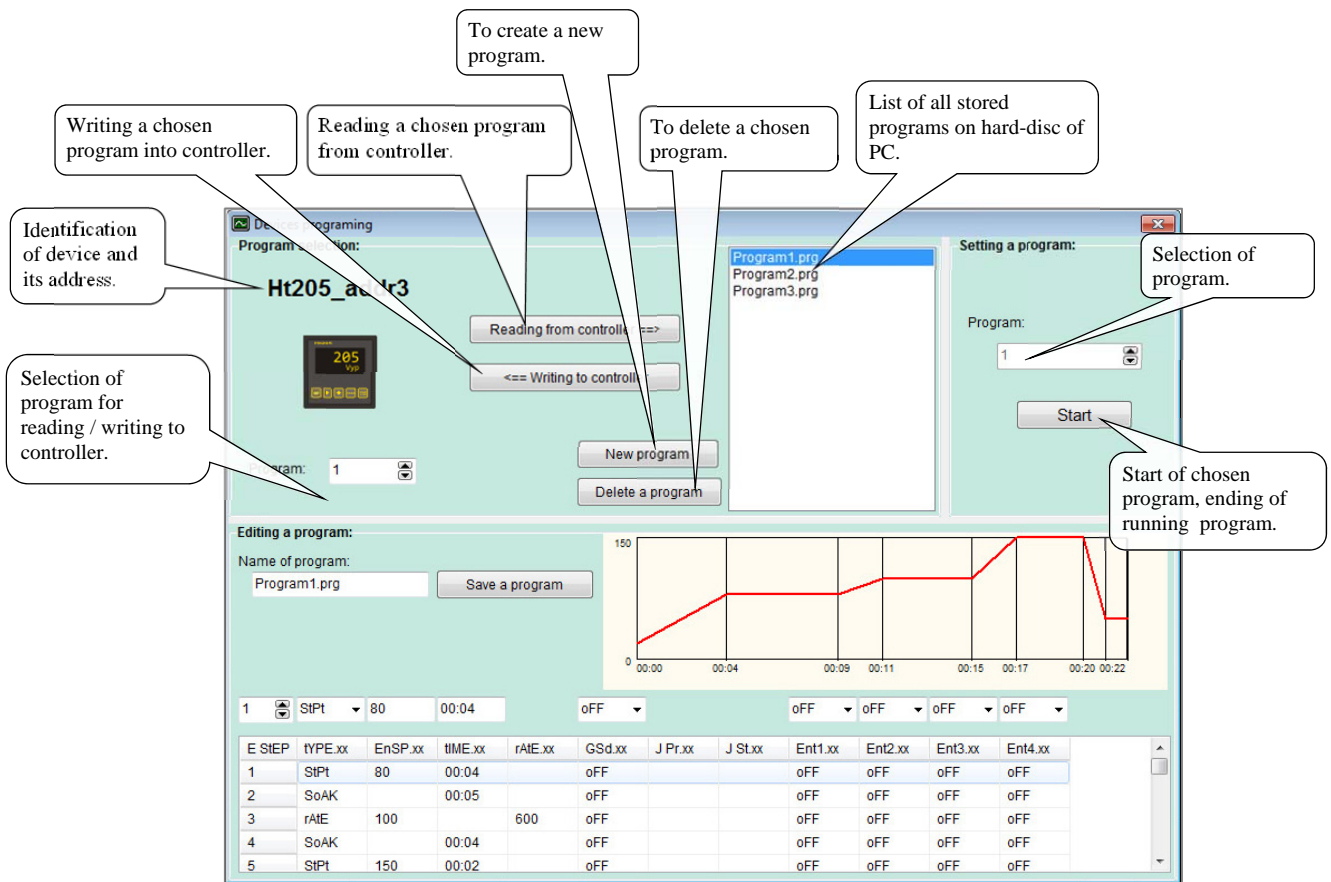 To create a new
program.
Writing a chosen
program into controller.
Reading a chosen program
from controller.
To delete a chosen
program.
List of all stored
programs on hard-disc of
PC.
Identification
of device and
its address.
Selection of
program for
reading / writing to
controller.
Selection of
program.
Start of chosen
program, ending of
running program.
Devices programing
Program selection:
Ht205_addr3
205
Vyp
Reading from controller ==>
<== Writing to controller
Program: 1
New program
Delete a program
Program1.prg
Program2.prg
Program3.prg
Setting a program:
Program:
1
Start
Editing a program:
Name of program:
Program1.prg
Save a program
150
0
00:00 00:04 00:09 00:11 00:15 00:17 00:20 00:22
1 StPt 80 00:04 oFF oFF oFF oFF oFF
E StEP tYPE.xx EnSP.xx tIME.xx rAtE.xx GSd.xx J Pr.xx J St.xx Ent1.xx Ent2.xx Ent3.xx Ent4.xx
1 StPt 80 00:04 oFF oFF oFF oFF oFF
2 SoAK 00:05 oFF oFF oFF oFF oFF
3 rAtE 100 600 oFF oFF oFF oFF oFF
4 SoAK 00:04 oFF oFF oFF oFF oFF
5 StPt 150 00:02 oFF oFF oFF oFF oFF